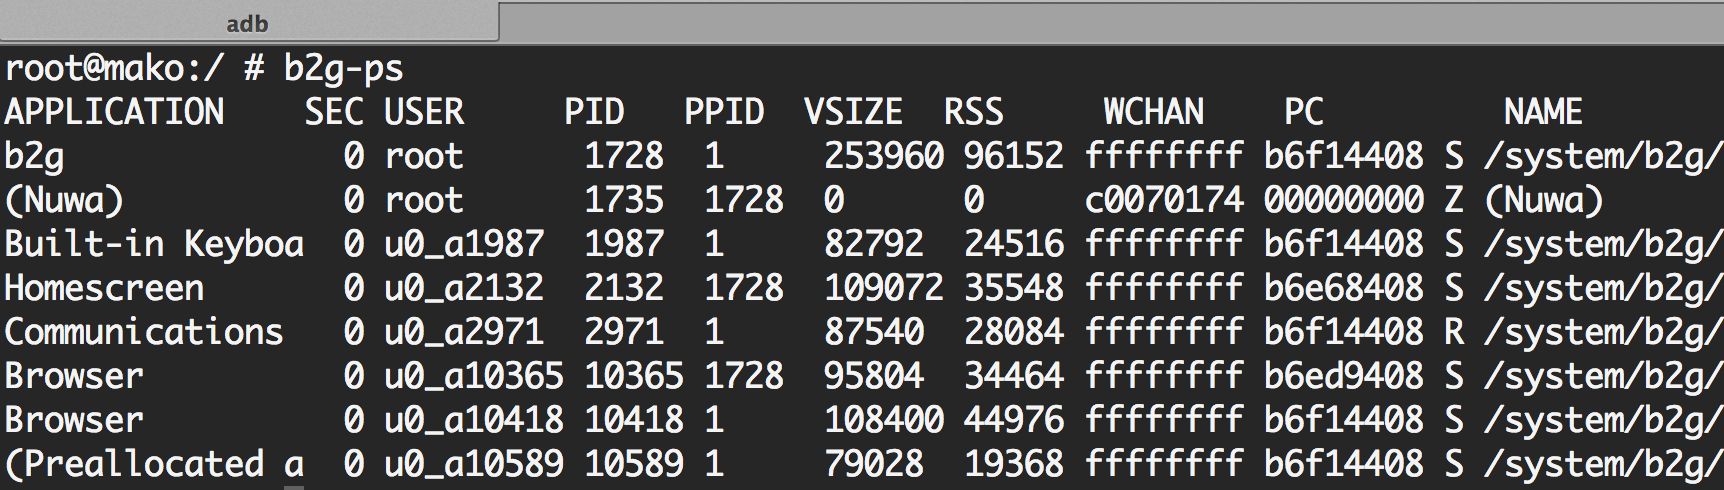 adb
root@mako:/ # b2g-ps
APPLICATION    SEC USER     PID   PPID  VSIZE  RSS     WCHAN    PC         NAME
b2g              0 root      1728  1     253960 96152 ffffffff b6f14408 S /system/b2g/
(Nuwa)           0 root      1735  1728  0      0     c0070174 00000000 Z (Nuwa)
Built-in Keyboa  0 u0_a1987  1987  1     82792  24516 ffffffff b6f14408 S /system/b2g/
Homescreen       0 u0_a2132  2132  1728  109072 35548 ffffffff b6e68408 S /system/b2g/
Communications   0 u0_a2971  2971  1     87540  28084 ffffffff b6f14408 R /system/b2g/
Browser          0 u0_a10365 10365 1728  95804  34464 ffffffff b6ed9408 S /system/b2g/
Browser          0 u0_a10418 10418 1     108400 44976 ffffffff b6f14408 S /system/b2g/
(Preallocated a  0 u0_a10589 10589 1     79028  19368 ffffffff b6f14408 S /system/b2g/